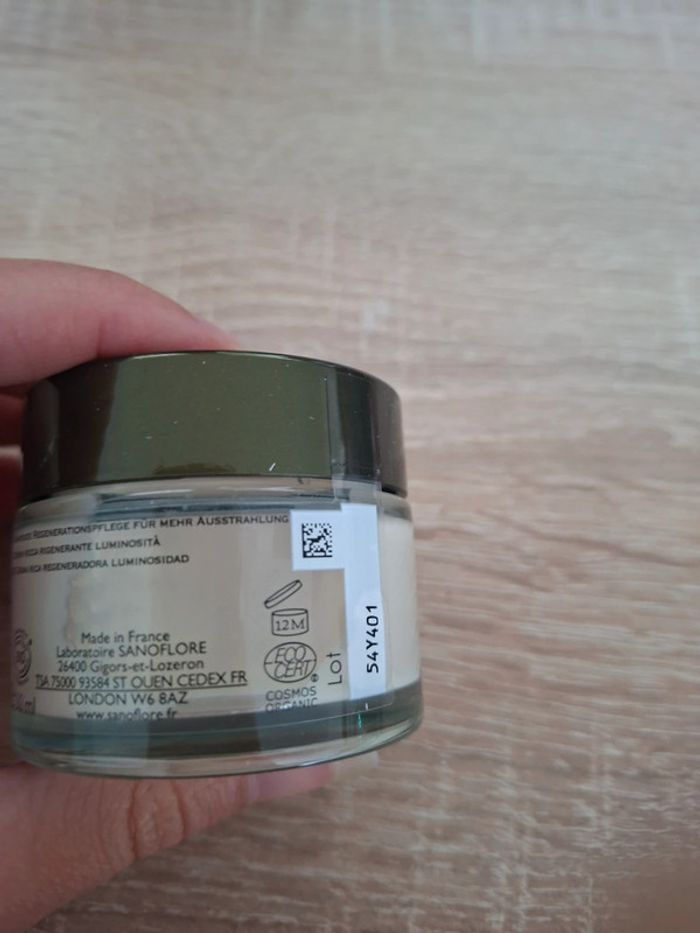 REGENERATIONSPFLEGE FÜR MEHR AUSSTRAHLUNG
RICCA RIGENERANTE LUMINOSITÀ
CREMA RICA REGENERADORA LUMINOSIDAD
12M
Made in France
Laboratoire SANOFLORE
26400 Gigors-et-Lozeron
TSA 75000 93584 ST OUEN CEDEX FR
LONDON W6 8AZ
www.sanoflore.fr
ml
ECO
CERT
®
COSMOS
ORGANIC
Lot
54Y401